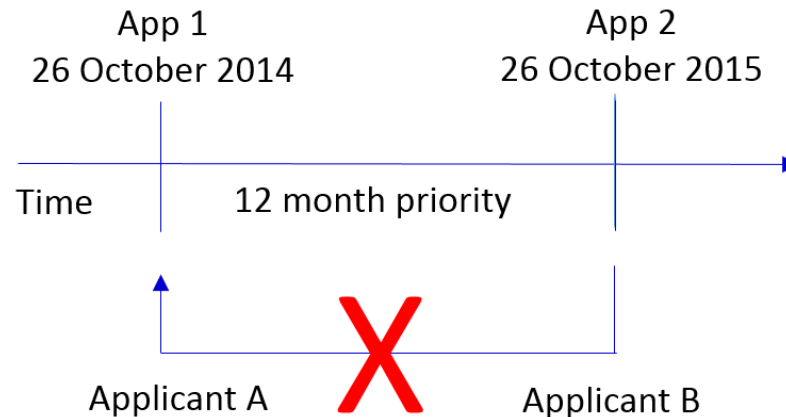 App 1
26 October 2014
App 2
26 October 2015
Time
12 month priority
X
Applicant A
Applicant B